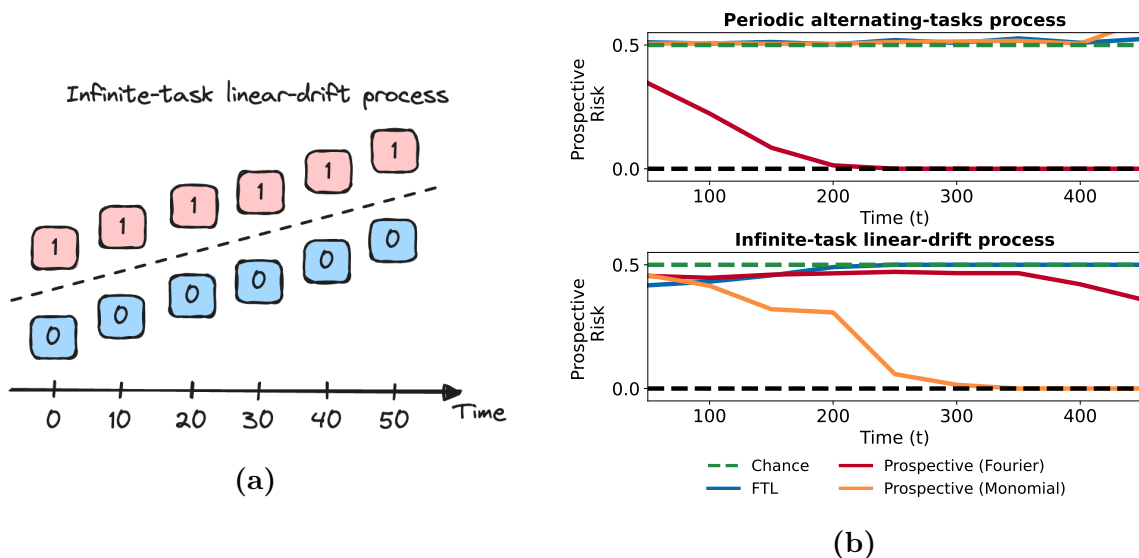 Infinite-task linear-drift process
1 1 1 1 1 1
0 0 0 0 0 0
0 10 20 30 40 50
Time
(a)
Periodic alternating-tasks process
Prospective
Risk
0.5
0.0
100 200 300 400
Time (t)
Infinite-task linear-drift process
Prospective
Risk
0.5
0.0
100 200 300 400
Time (t)
Chance
FTL
Prospective (Fourier)
Prospective (Monomial)
(b)